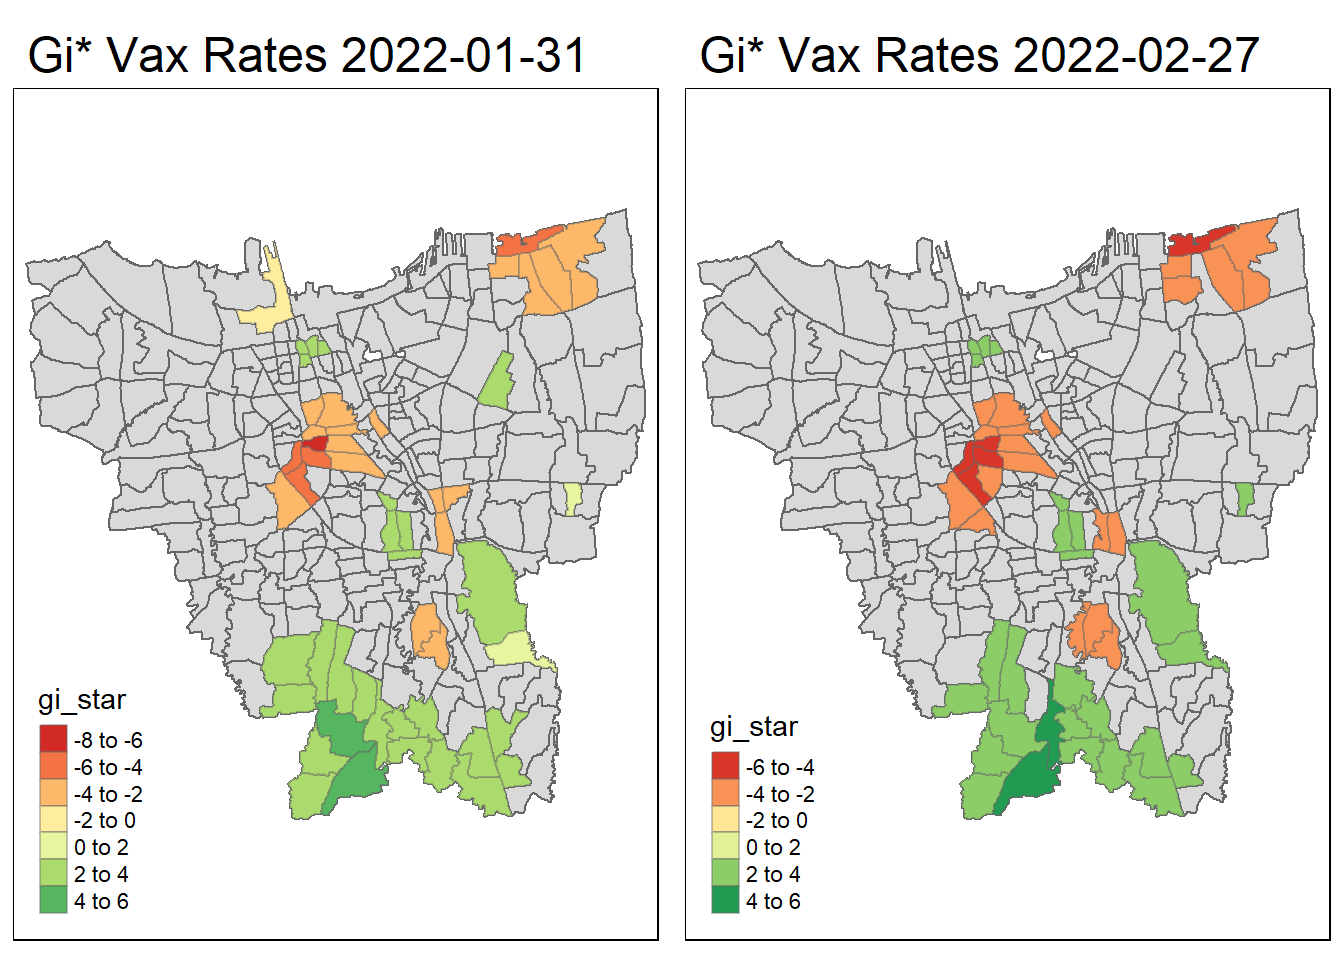 Gi* Vax Rates 2022-01-31
gi_star
-8 to -6
-6 to -4
-4 to -2
-2 to 0
0 to 2
2 to 4
4 to 6
Gi* Vax Rates 2022-02-27
gi_star
-6 to -4
-4 to -2
-2 to 0
0 to 2
2 to 4
4 to 6